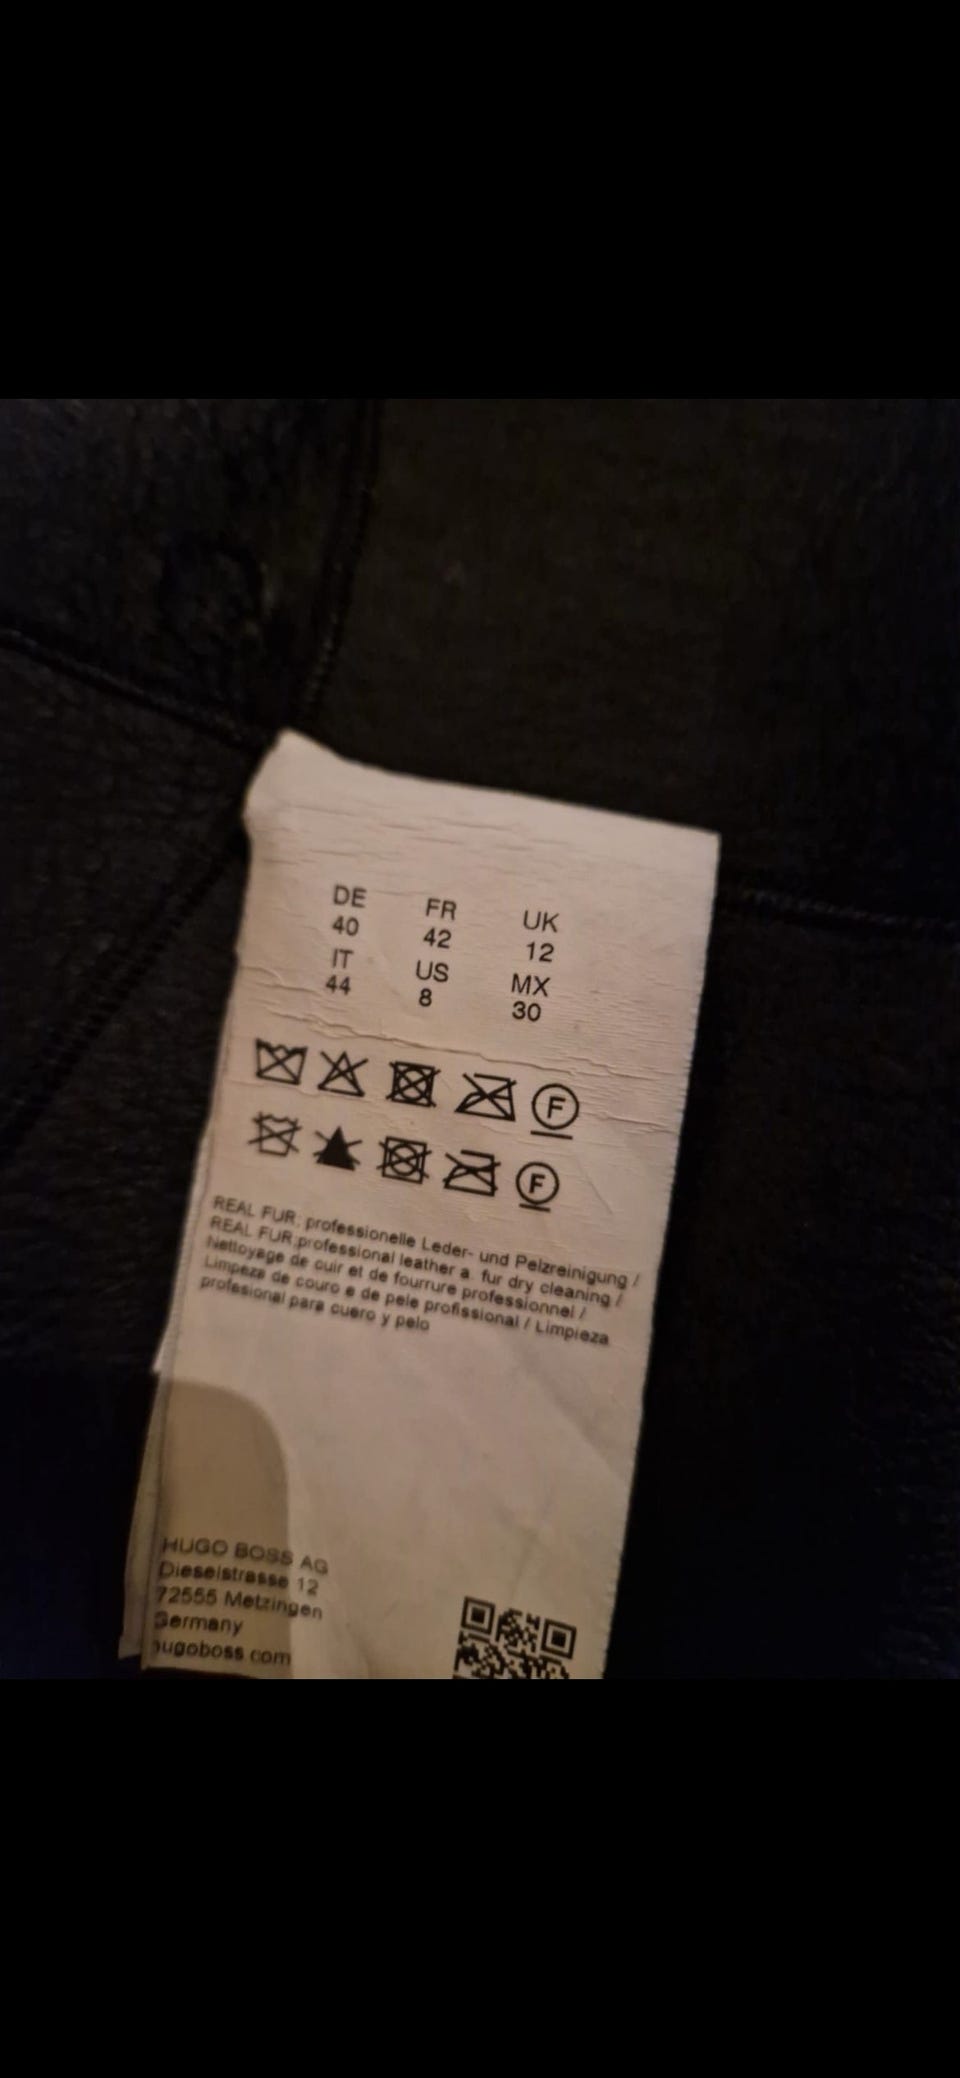 DE FR UK
40 42 12
IT US MX
44 8 30
F
F
REAL FUR: professionelle Leder- und Pelzreinigung /
REAL FUR:professional leather a. fur dry cleaning /
Nettoyage de cuir et de fourrure professionnel /
Limpeza de couro e de pele profissional / Limpieza
profesional para cuero y pelo
HUGO BOSS AG
Dieselstrasse 12
72555 Metzingen
Germany
hugoboss.com